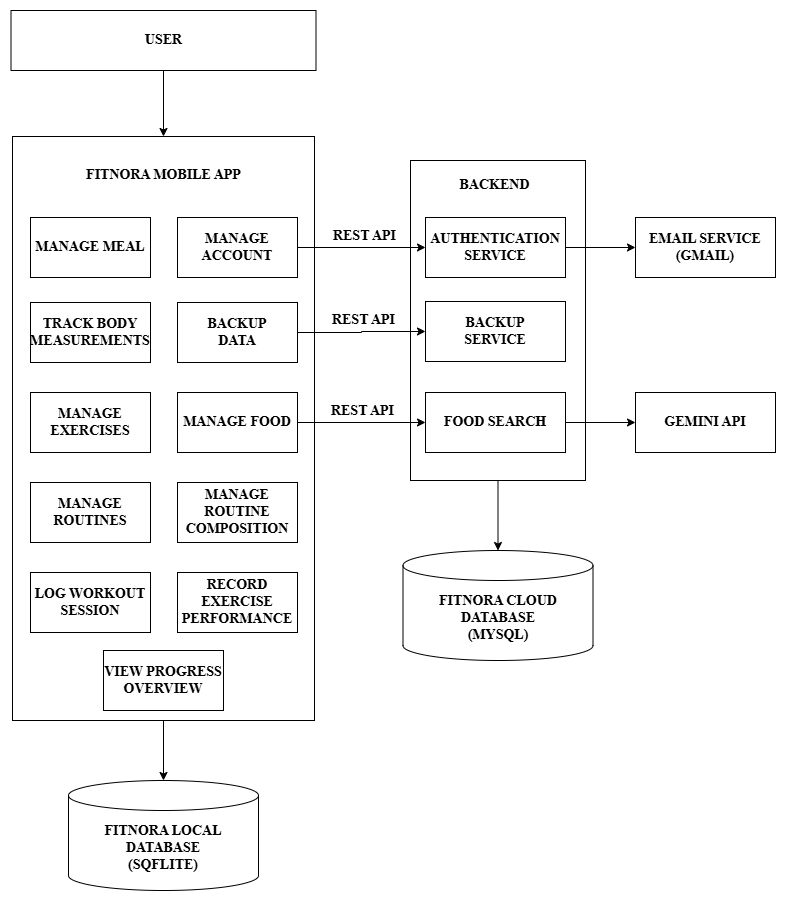 USER
FITNORA MOBILE APP
MANAGE MEAL
MANAGE
ACCOUNT
TRACK BODY
MEASUREMENTS
BACKUP
DATA
MANAGE
EXERCISES
MANAGE FOOD
MANAGE
ROUTINES
MANAGE
ROUTINE
COMPOSITION
LOG WORKOUT
SESSION
RECORD
EXERCISE
PERFORMANCE
VIEW PROGRESS
OVERVIEW
REST API
REST API
REST API
BACKEND
AUTHENTICATION
SERVICE
BACKUP
SERVICE
FOOD SEARCH
EMAIL SERVICE
(GMAIL)
GEMINI API
FITNORA CLOUD
DATABASE
(MYSQL)
FITNORA LOCAL
DATABASE
(SQFLITE)